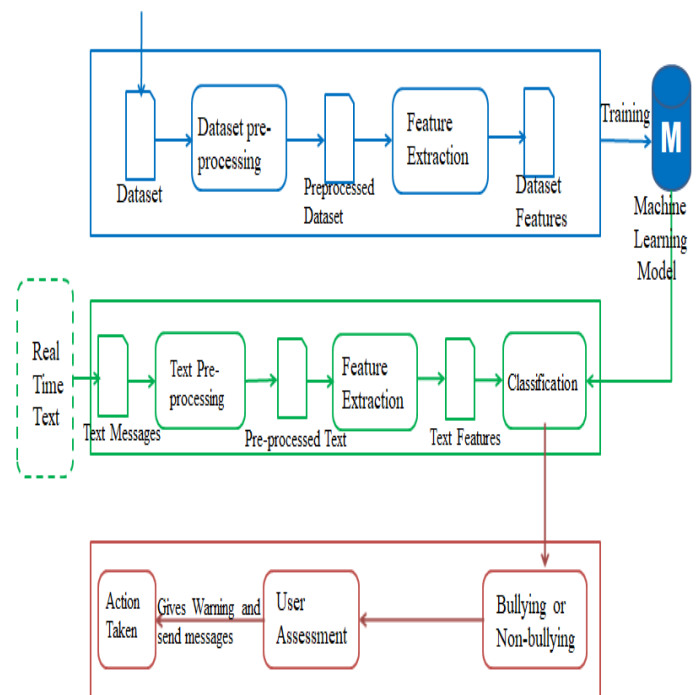 Dataset pre-
processing
Feature
Extraction
Training
M
Dataset
Preprocessed
Dataset
Dataset
Features
Machine
Learning
Model
Real
Time
Text
Text Pre-
processing
Feature
Extraction
Classification
Text Messages
Pre-processed Text
Text Features
Action
Taken
Gives Warning and
send messages
User
Assessment
Bullying or
Non-bullying